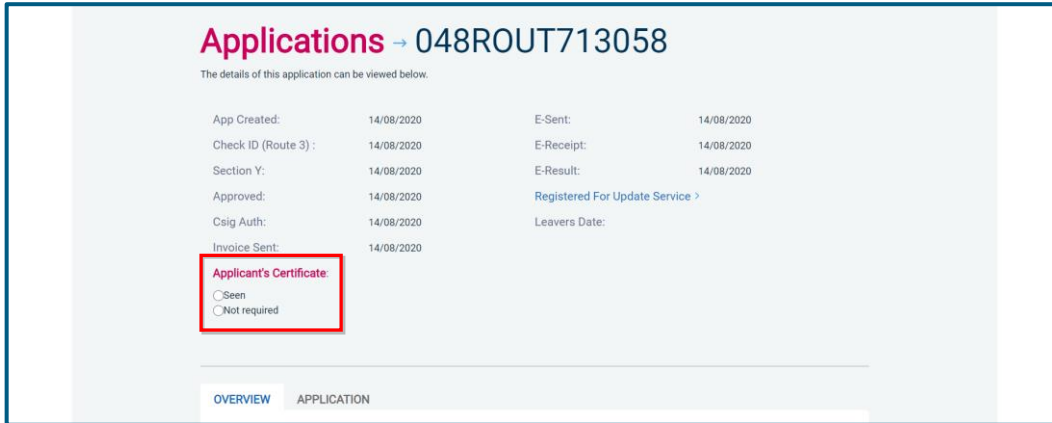 Applications → 048ROUT713058
The details of this application can be viewed below.
App Created: 14/08/2020 E-Sent: 14/08/2020
Check ID (Route 3) : 14/08/2020 E-Receipt: 14/08/2020
Section Y: 14/08/2020 E-Result: 14/08/2020
Approved: 14/08/2020 Registered For Update Service >
Csig Auth: 14/08/2020 Leavers Date:
Invoice Sent: 14/08/2020
Applicant's Certificate:
Seen
Not required
OVERVIEW APPLICATION